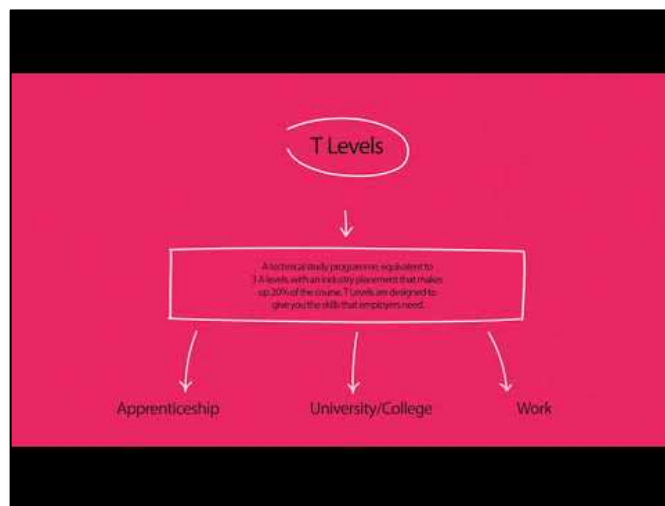 T Levels
A technical study programme, equivalent to
3 A levels with an industry placement that makes
up 20% of the course. T Levels are designed to
give you the skills that employers need.
Apprenticeship
University/College
Work